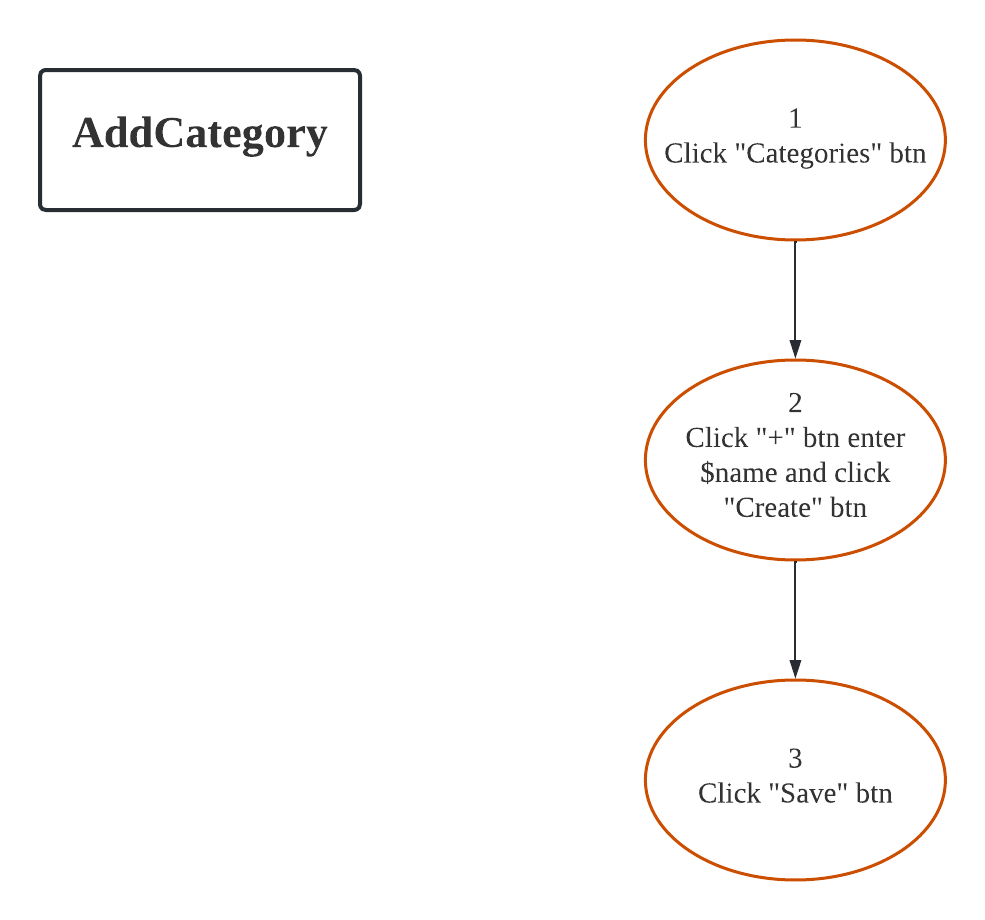 AddCategory
1
Click "Categories" btn
2
Click "+" btn enter
$name and click
"Create" btn
3
Click "Save" btn